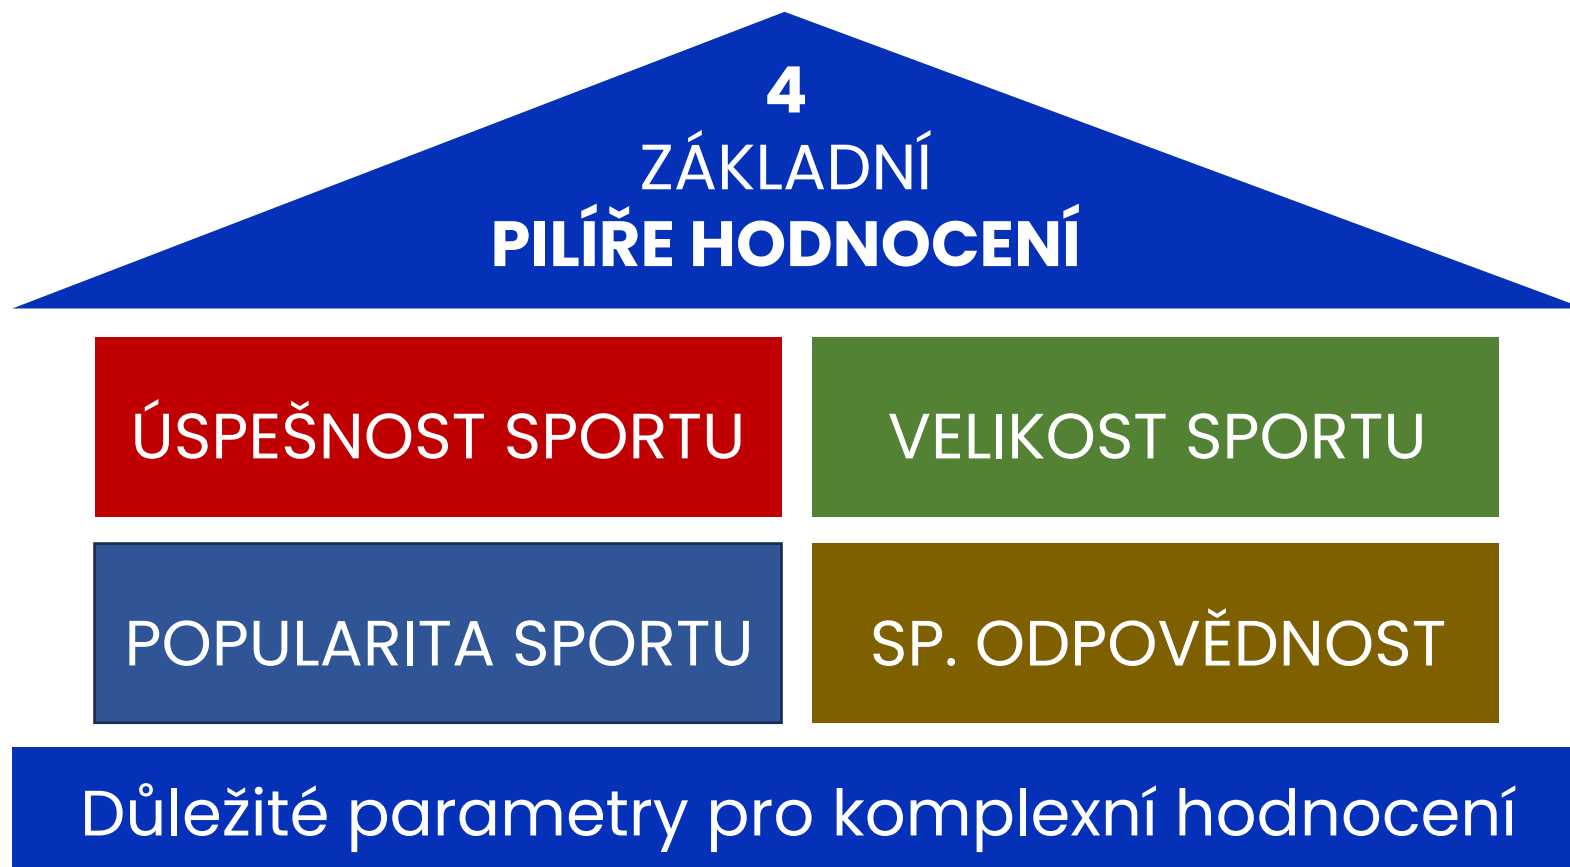 4
ZÁKLADNÍ
PILÍŘE HODNOCENÍ
ÚSPEŠNOST SPORTU
VELIKOST SPORTU
POPULARITA SPORTU
SP. ODPOVĚDNOST
Důležité parametry pro komplexní hodnocení